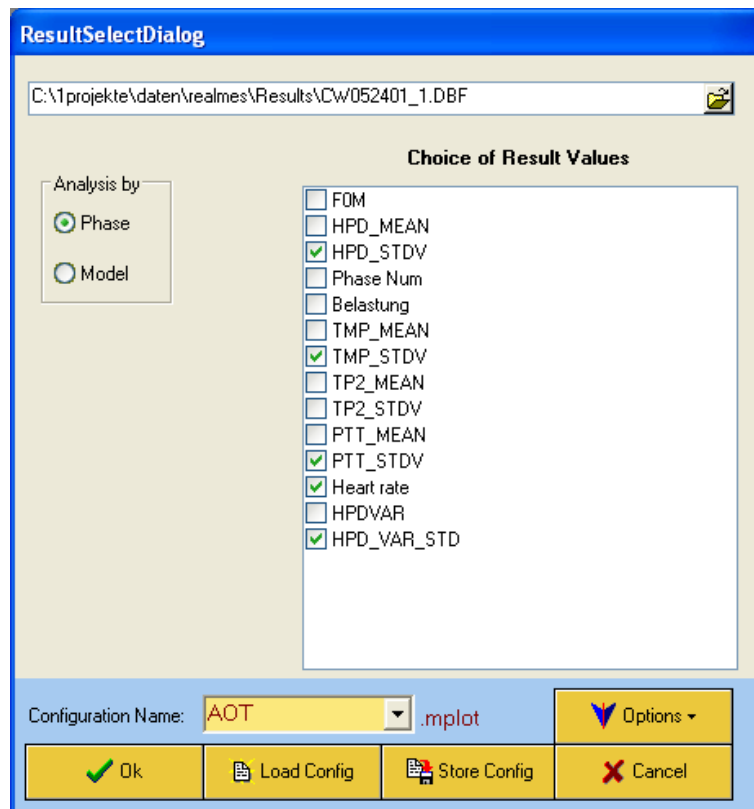 ResultSelectDialog
C:\1projekte\daten\realmes\Results\CW052401_1.DBF
Choice of Result Values
Analysis by
Phase
Model
F0M
HPD_MEAN
HPD_STDV
Phase Num
Belastung
TMP_MEAN
TMP_STDV
TP2_MEAN
TP2_STDV
PTT_MEAN
PTT_STDV
Heart rate
HPDVAR
HPD_VAR_STD
Configuration Name: AOT .mplot Options
Ok Load Config Store Config Cancel